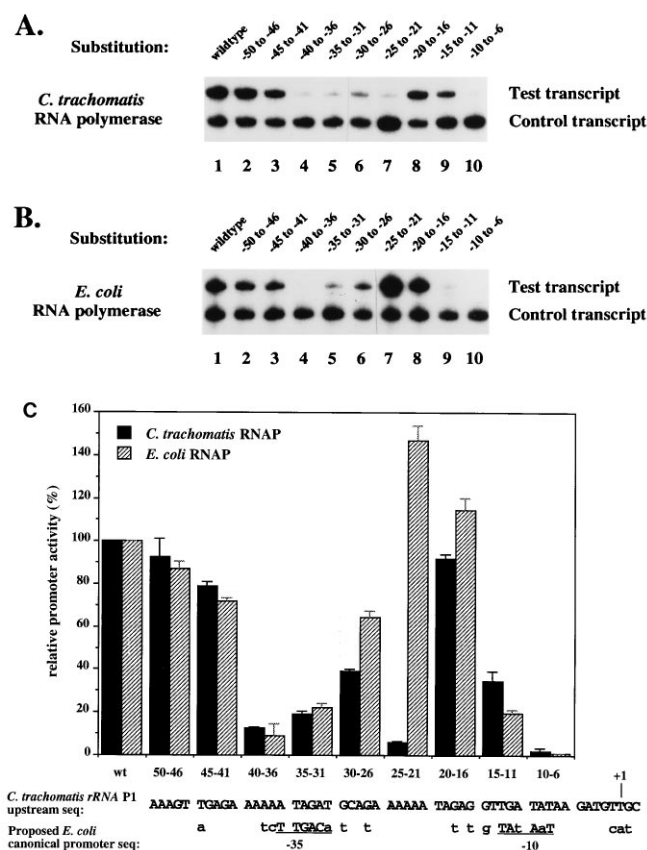 A.
Substitution:
wildtype -50 to -46 -45 to -41 -40 to -36 -35 to -31 -30 to -26 -25 to -21 -20 to -16 -15 to -11 -10 to -6
C. trachomatis
RNA polymerase
Test transcript
Control transcript
1 2 3 4 5 6 7 8 9 10
B.
Substitution:
wildtype -50 to -46 -45 to -41 -40 to -36 -35 to -31 -30 to -26 -25 to -21 -20 to -16 -15 to -11 -10 to -6
E. coli
RNA polymerase
Test transcript
Control transcript
1 2 3 4 5 6 7 8 9 10
C
relative promoter activity (%)
160
140
120
100
80
60
40
20
0
C. trachomatis RNAP
E. coli RNAP
wt 50-46 45-41 40-36 35-31 30-26 25-21 20-16 15-11 10-6
+1
C. trachomatis rRNA P1
upstream seq:
AAAGT TGAGA AAAAA TAGAT GCAGA AAAAA TAGAG GTTGA TATAA GATGTTGC
Proposed E. coli
canonical promoter seq:
a tcT TGACa t t t t g TAt AaT cat
-35 -10